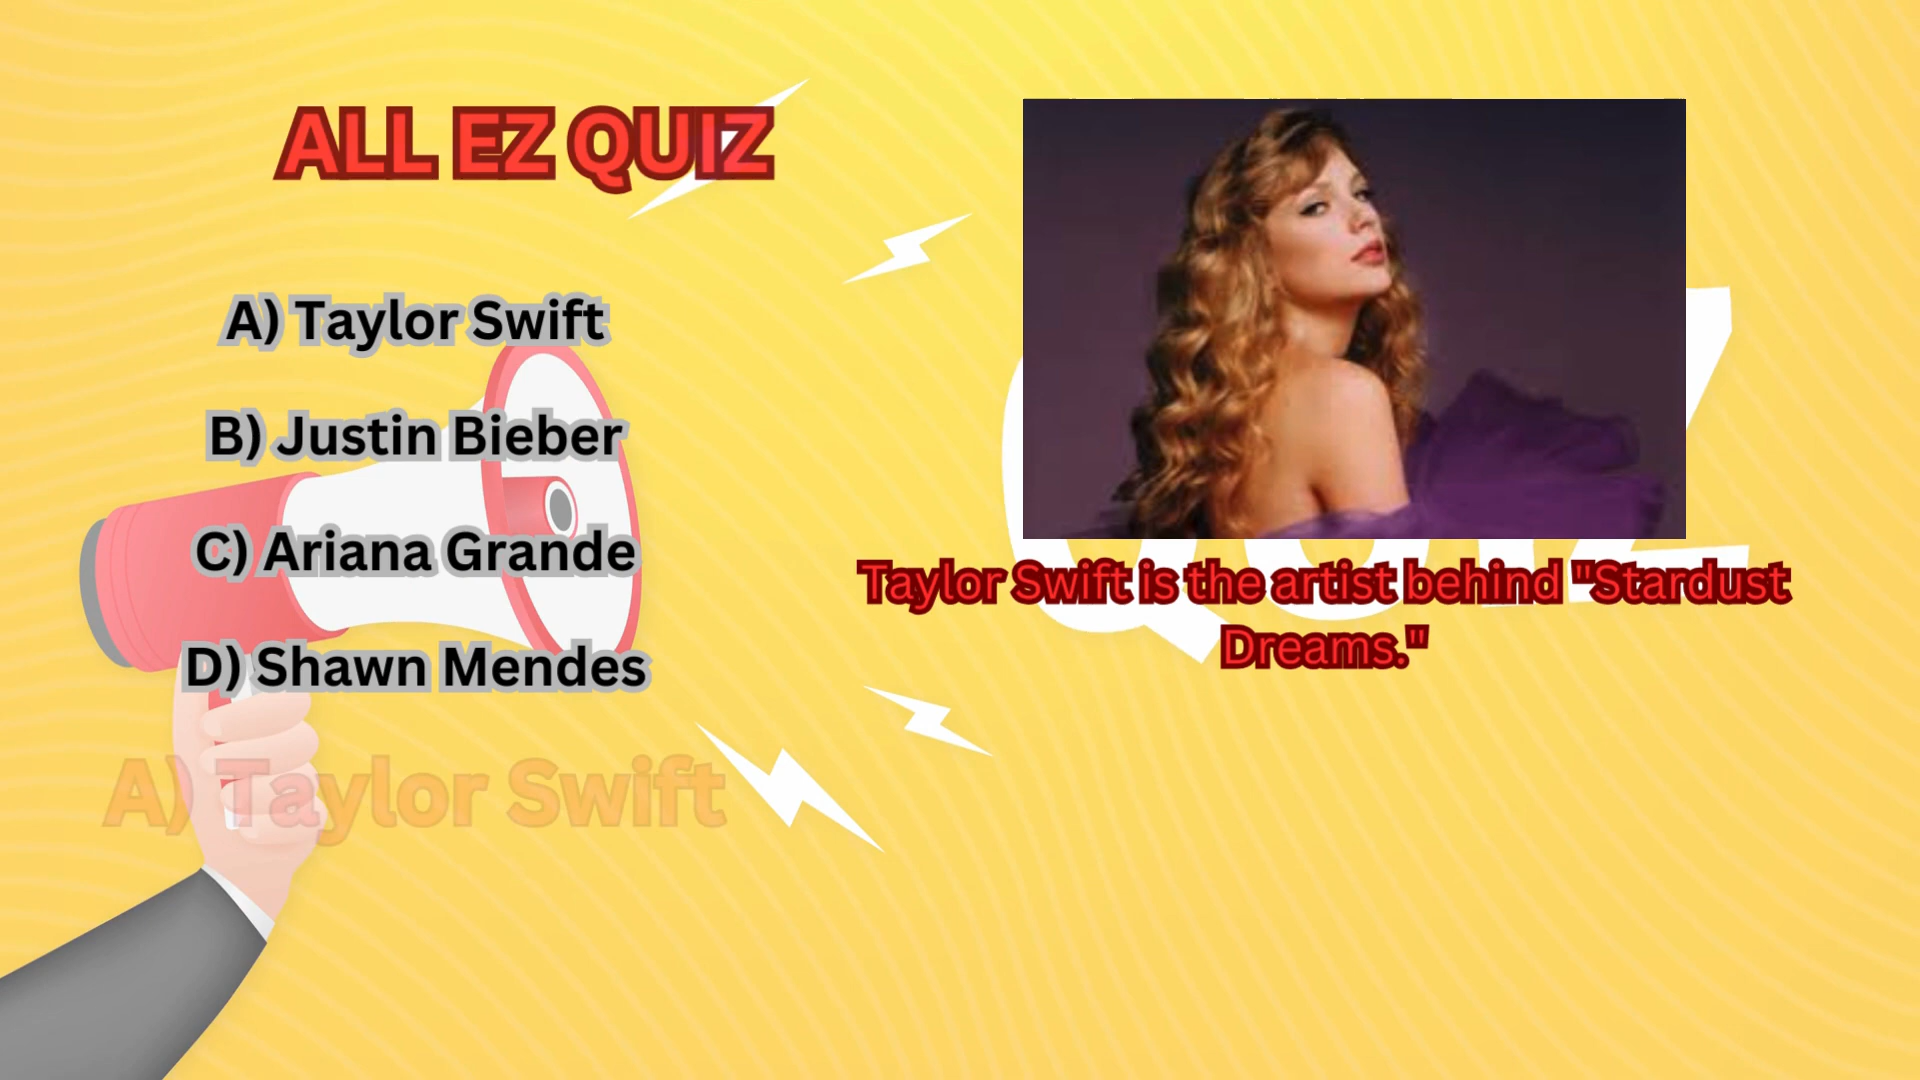 ALL EZ QUIZ
A) Taylor Swift
B) Justin Bieber
C) Ariana Grande
D) Shawn Mendes
A) Taylor Swift
Taylor Swift is the artist behind "Stardust
Dreams."
QUIZ